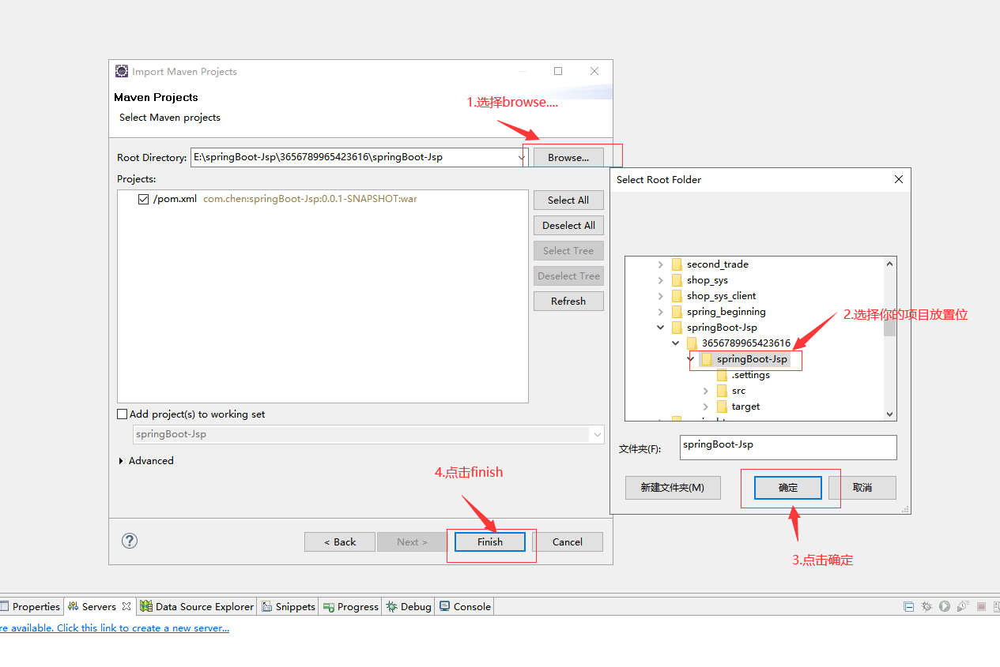 Import Maven Projects
Maven Projects
Select Maven projects
1.选择browse....
Root Directory: E:\springBoot-Jsp\3656789965423616\springBoot-Jsp Browse...
Projects:
/pom.xml com.chen:springBoot-Jsp:0.0.1-SNAPSHOT:war
Select All
Deselect All
Select Tree
Deselect Tree
Refresh
Add project(s) to working set
springBoot-Jsp
Advanced
4.点击finish
< Back Next > Finish Cancel
Select Root Folder
second_trade
shop_sys
shop_sys_client
spring_beginning
springBoot-Jsp
3656789965423616
springBoot-Jsp
.settings
src
target
2.选择你的项目放置位
文件夹(F): springBoot-Jsp
新建文件夹(M) 确定 取消
3.点击确定
Properties Servers Data Source Explorer Snippets Progress Debug Console
re available. Click this link to create a new server...